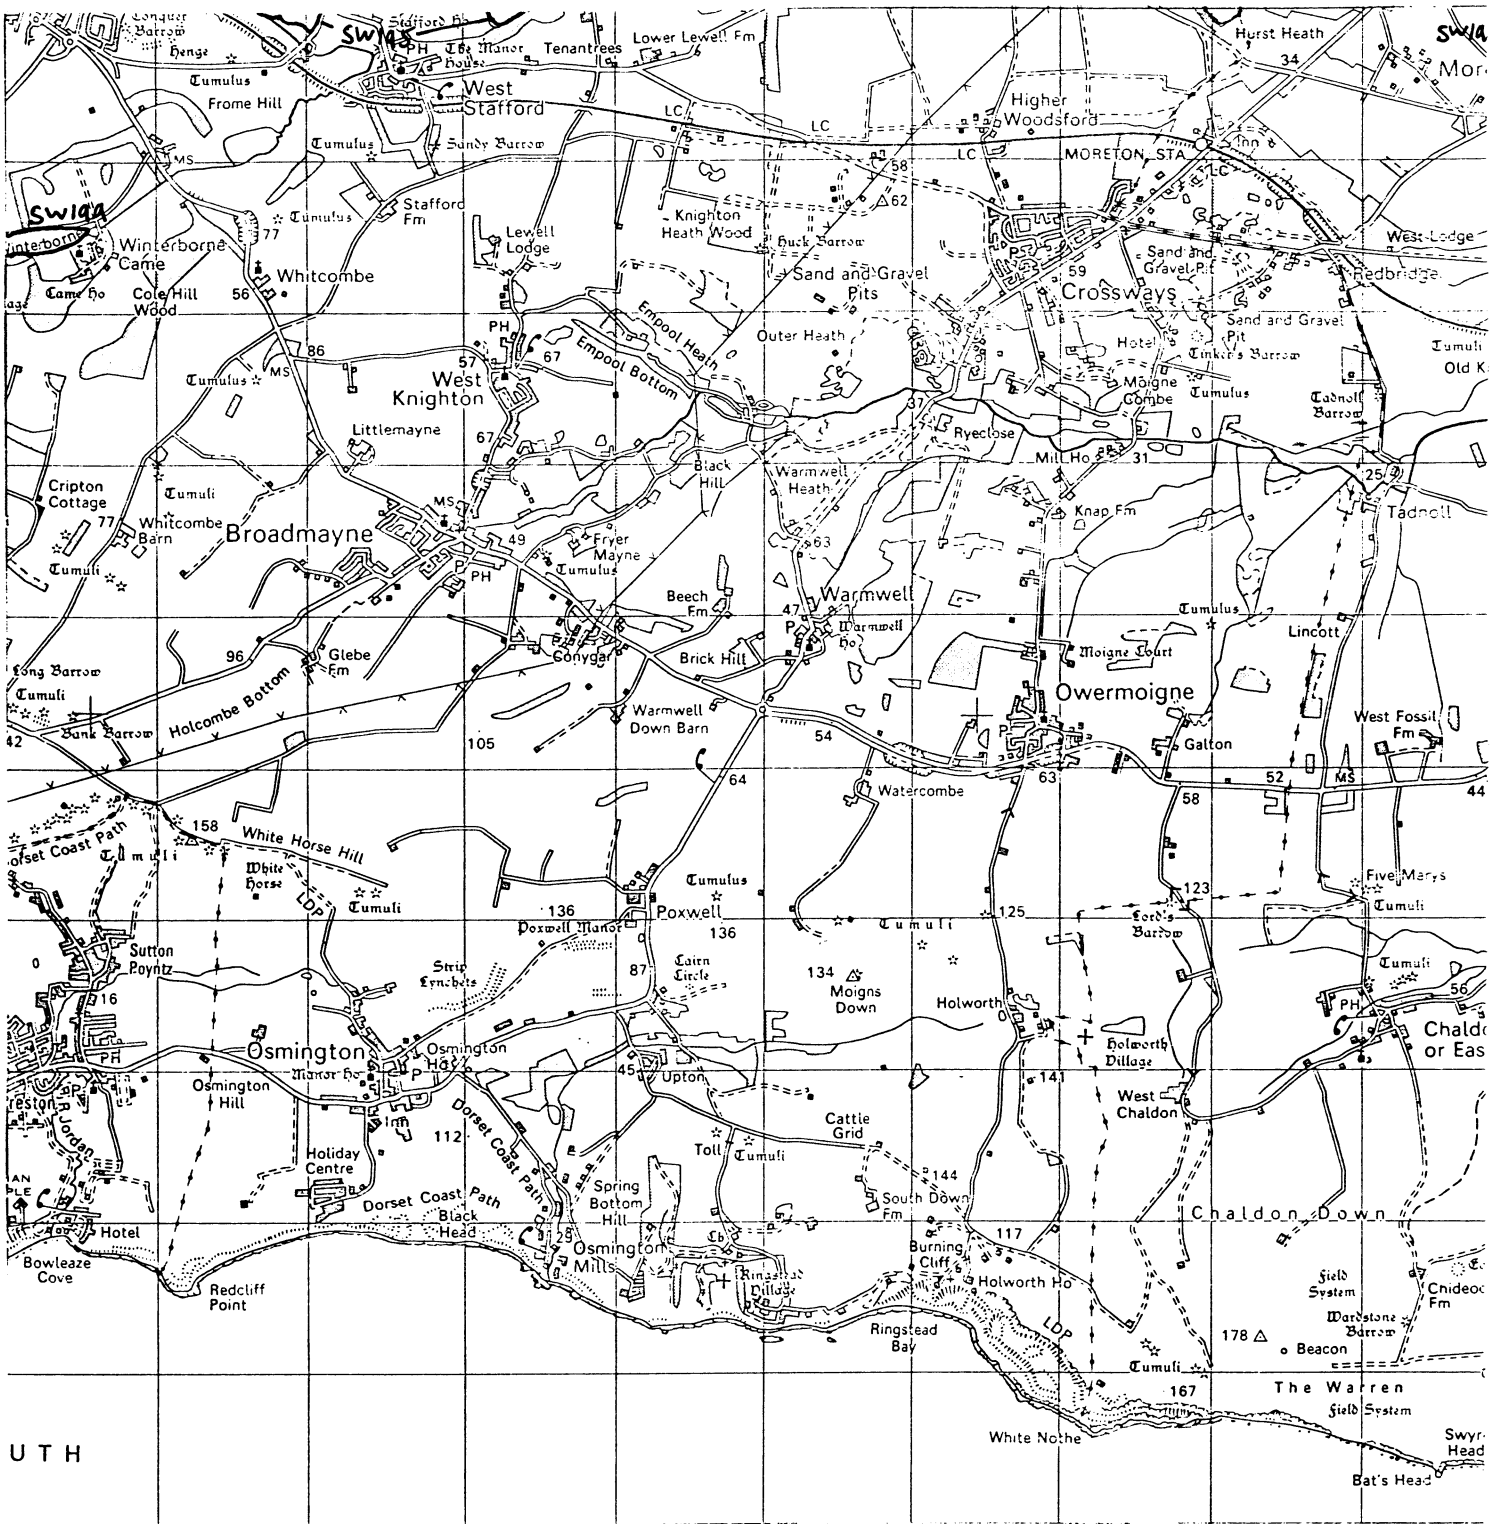 Conquer
Barrow
Henge
Tumulus
Frome Hill
SW195
Stafford Ho
PH
The Manor
House
Tenantrees
Lower Lewell Fm
West
Stafford
Hurst Heath
34
SW19
Mor
Higher
Woodsford
LC
LC
LC
MORETON STA
Inn
LC
Tumulus
Sandy Barrow
MS
58
62
SW199
Winterborne
Winterborne
Came
Came Ho
Cole Hill
Wood
Tumulus
77
Stafford
Fm
Lewell
Lodge
Knighton
Heath Wood
Huck Barrow
Sand and Gravel
Pits
P
59
Crossways
Sand and
Gravel Pit
West Lodge
Redbridge
Whitcombe
56
PH
67
57
Empool Heath
Empool Bottom
Outer Heath
Hotel
Sand and Gravel
Pit
Tinker's Barrow
Tumuli
Old K
86
MS
Tumulus
West
Knighton
Moigne
Combe
Tumulus
Tadnoll
Barrow
37
Littlemayne
67
Ryeclose
Mill Ho
31
25
Tadnoll
Cripton
Cottage
Tumuli
Black
Hill
Warmwell
Heath
Knap Fm
77
Whitcombe
Barn
Tumuli
MS
Broadmayne
49
P
PH
Fryer
Mayne
Tumulus
63
Beech
Fm
47
P
Warmwell
Warmwell
Ho
Tumulus
Lincott
96
Glebe
Fm
Conygar
Brick Hill
Moigne Court
Long Barrow
Tumuli
Bank Barrow
42
Holcombe Bottom
Warmwell
Down Barn
Owermoigne
P
West Fossil
Fm
105
54
Galton
64
63
Watercombe
58
52
MS
44
158
White Horse Hill
Dorset Coast Path
Tumuli
White
Horse
LDP
Tumuli
Tumulus
123
Five Marys
Tumuli
136
Poxwell Manor
Poxwell
136
Tumuli
125
Lord's
Barrow
Sutton
Poyntz
Strip
Lynchets
87
Cairn
Circle
134
Moigns
Down
Tumuli
16
PH
Holworth
PH
56
Osmington
Manor Ho
P
Osmington
Hay
Holworth
Village
Chald
or Eas
P
reston
R Jordan
Osmington
Hill
Inn
45
Upton
141
West
Chaldon
112
Dorset Coast Path
Cattle
Grid
Holiday
Centre
Toll
Tumuli
144
Dorset Coast Path
Black
Head
Spring
Bottom
Hill
South Down
Fm
Chaldon Down
Hotel
Bowleaze
Cove
29
Osmington
Mills
Cb
Ringstead
Village
Burning
Cliff
117
Holworth Ho
Redcliff
Point
Field
System
Chideoc
Fm
Wardstone
Barrow
Ringstead
Bay
LDP
178
Beacon
Tumuli
167
The Warren
Field System
White Nothe
UTH
Swyr
Head
Bat's Head